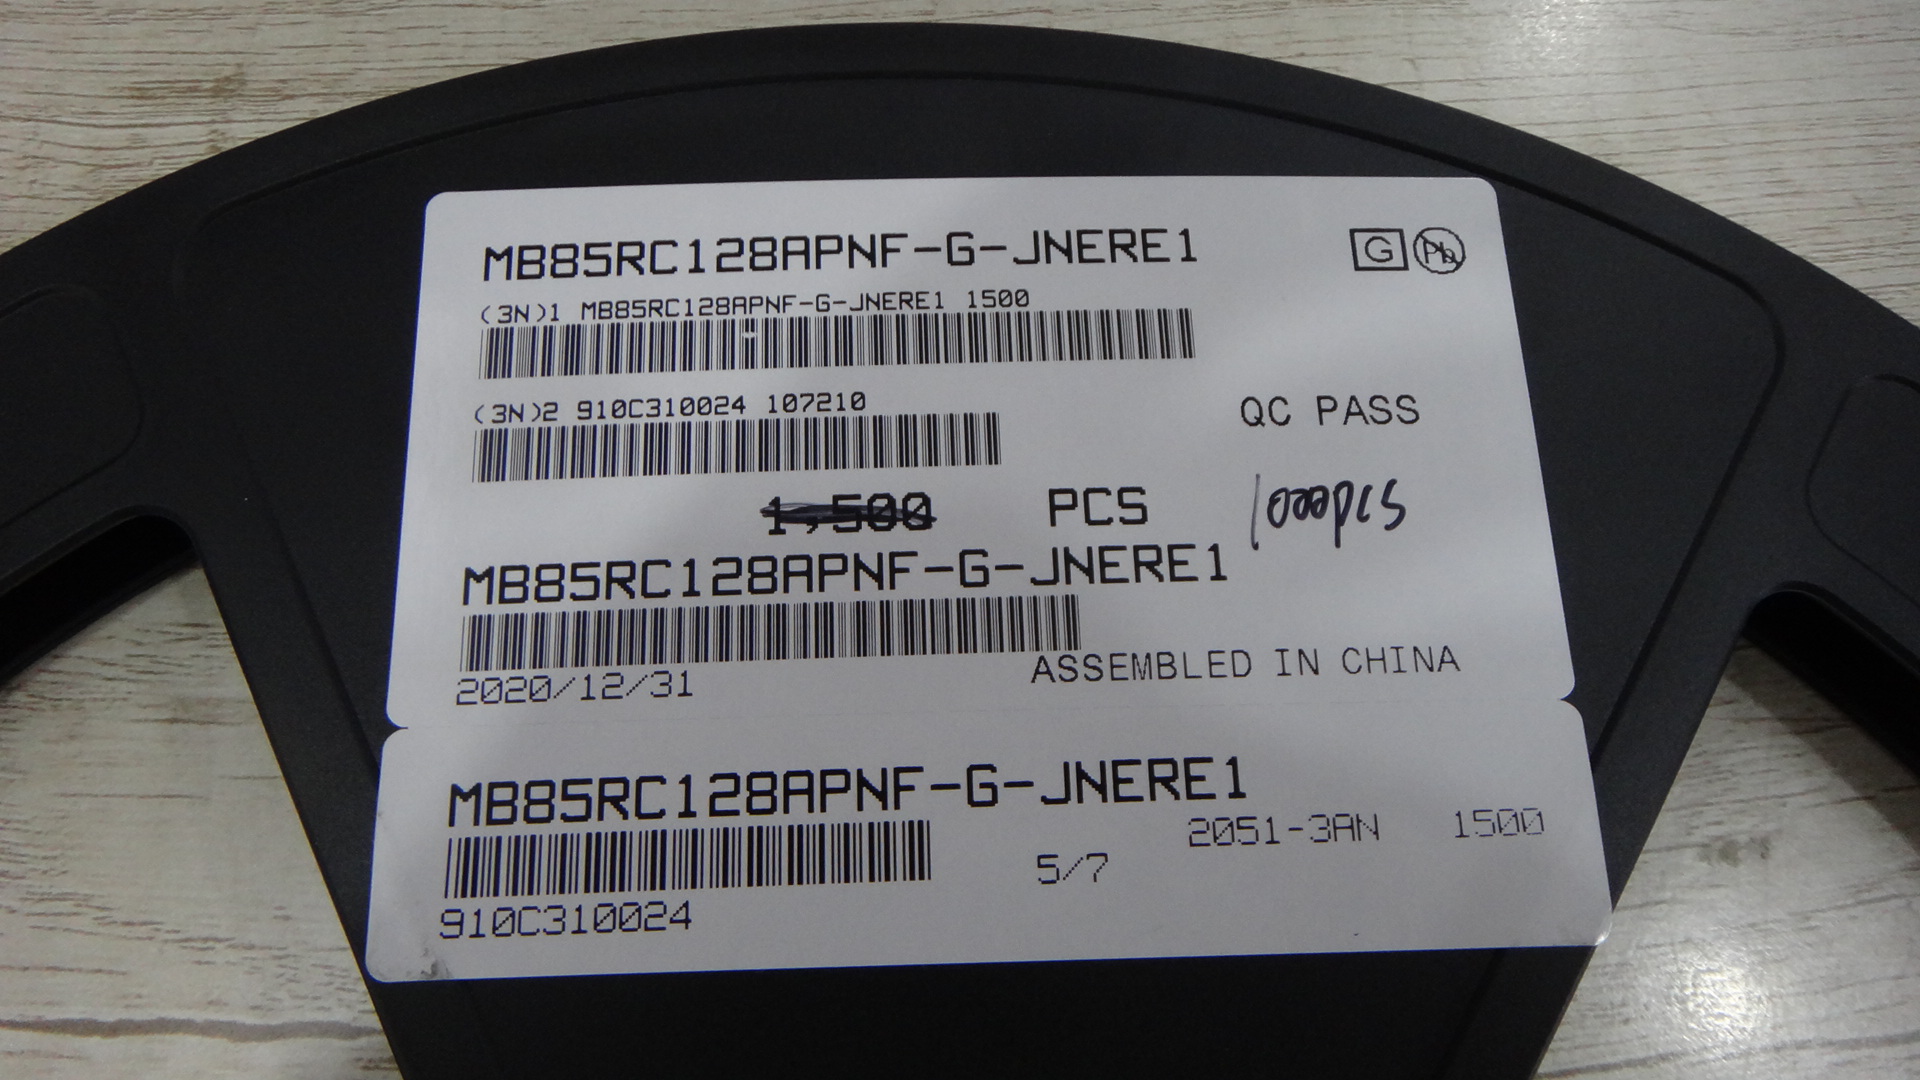 MB85RC128APNF-G-JNERE1
G Pb
(3N)1 MB85RC128APNF-G-JNERE1 1500
(3N)2 910C310024 107210
QC PASS
1,500 PCS
MB85RC128APNF-G-JNERE1
2020/12/31
ASSEMBLED IN CHINA
MB85RC128APNF-G-JNERE1
2051-3AN 1500
5/7
910C310024